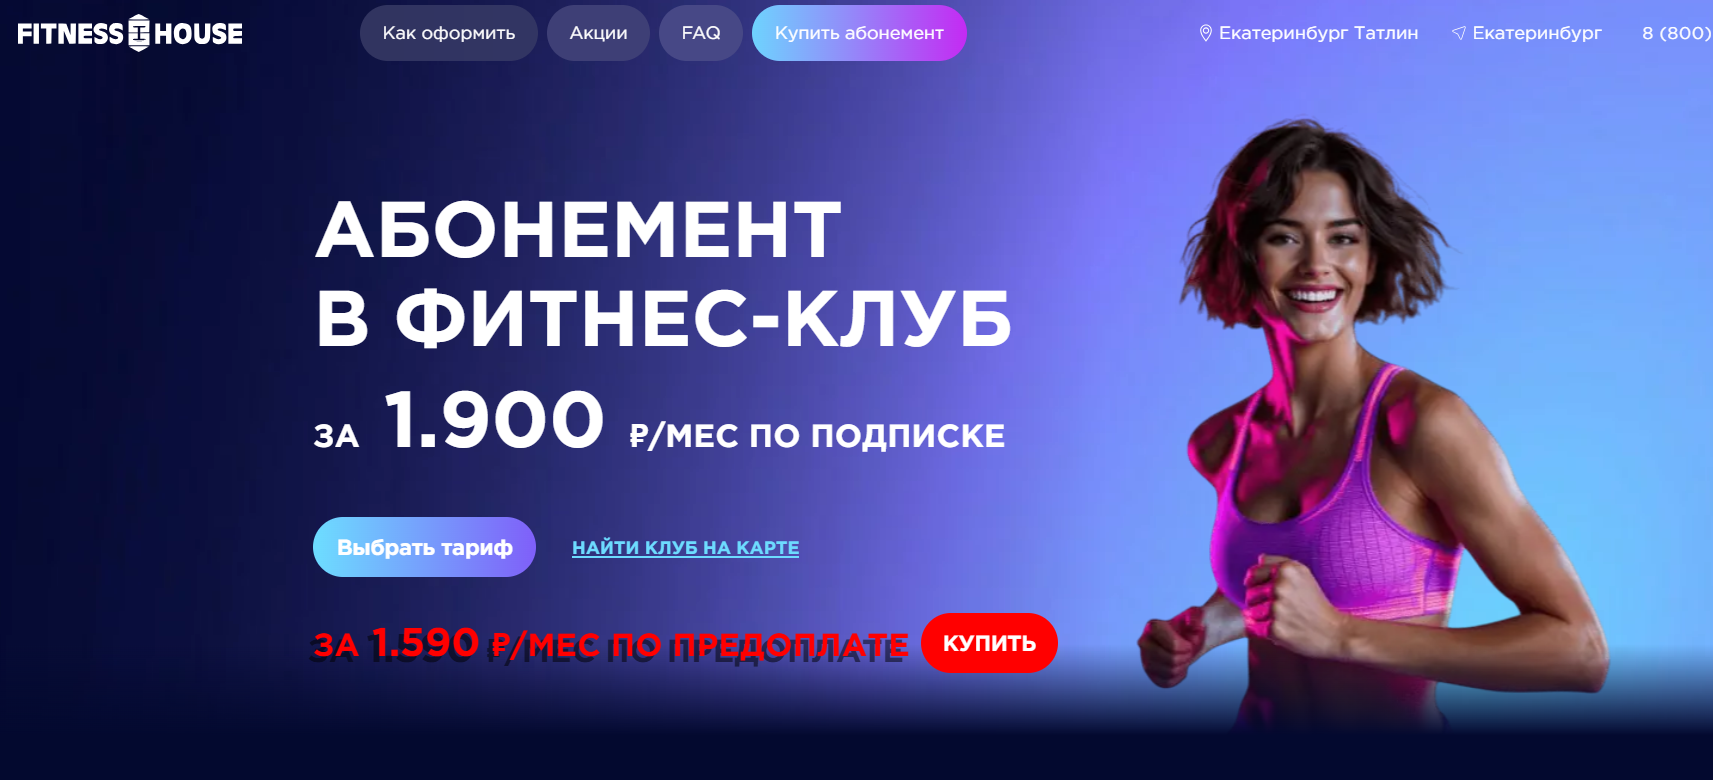 FITNESS HOUSE
Как оформить
Акции
FAQ
Купить абонемент
Екатеринбург Татлин
Екатеринбург
8 (800)
АБОНЕМЕНТ
В ФИТНЕС-КЛУБ
ЗА 1.900 ₽/МЕС ПО ПОДПИСКЕ
Выбрать тариф
НАЙТИ КЛУБ НА КАРТЕ
ЗА 1.590 ₽/МЕС ПО ПРЕДОПЛАТЕ
КУПИТЬ